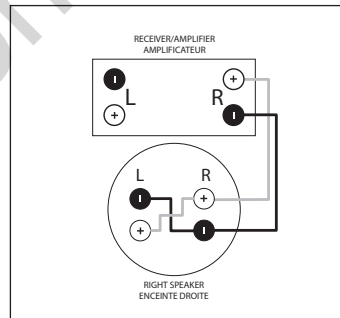 RECEIVER/AMPLIFIER
AMPLIFICATEUR
L R
L R
RIGHT SPEAKER
ENCEINTE DROITE